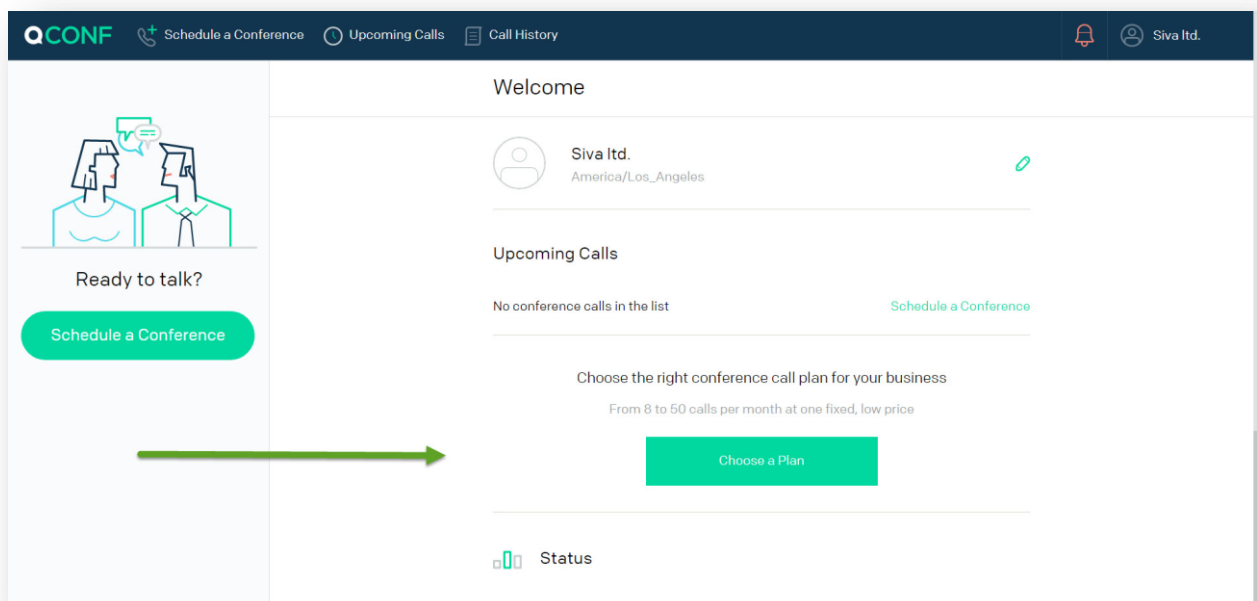 QCONF
Schedule a Conference
Upcoming Calls
Call History
Siva ltd.
Ready to talk?
Schedule a Conference
Welcome
Siva ltd.
America/Los_Angeles
Upcoming Calls
No conference calls in the list
Schedule a Conference
Choose the right conference call plan for your business
From 8 to 50 calls per month at one fixed, low price
Choose a Plan
Status